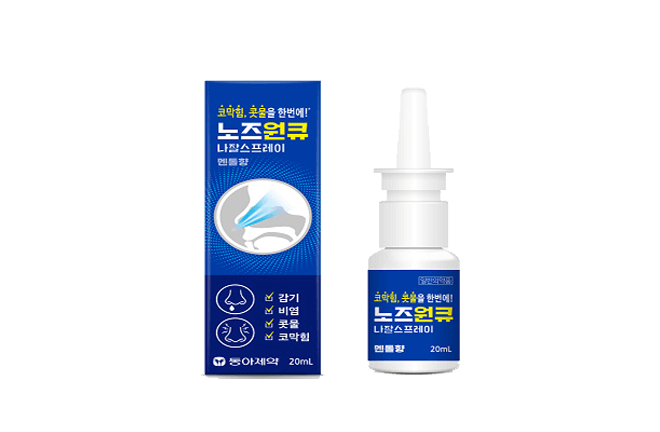 코막힘, 콧물을 한번에!*
노즈원큐
나잘스프레이
멘톨향
감기
비염
콧물
코막힘
동아제약 20mL
일반의약품
코막힘, 콧물을 한번에!
노즈원큐
나잘스프레이
멘톨향 20mL